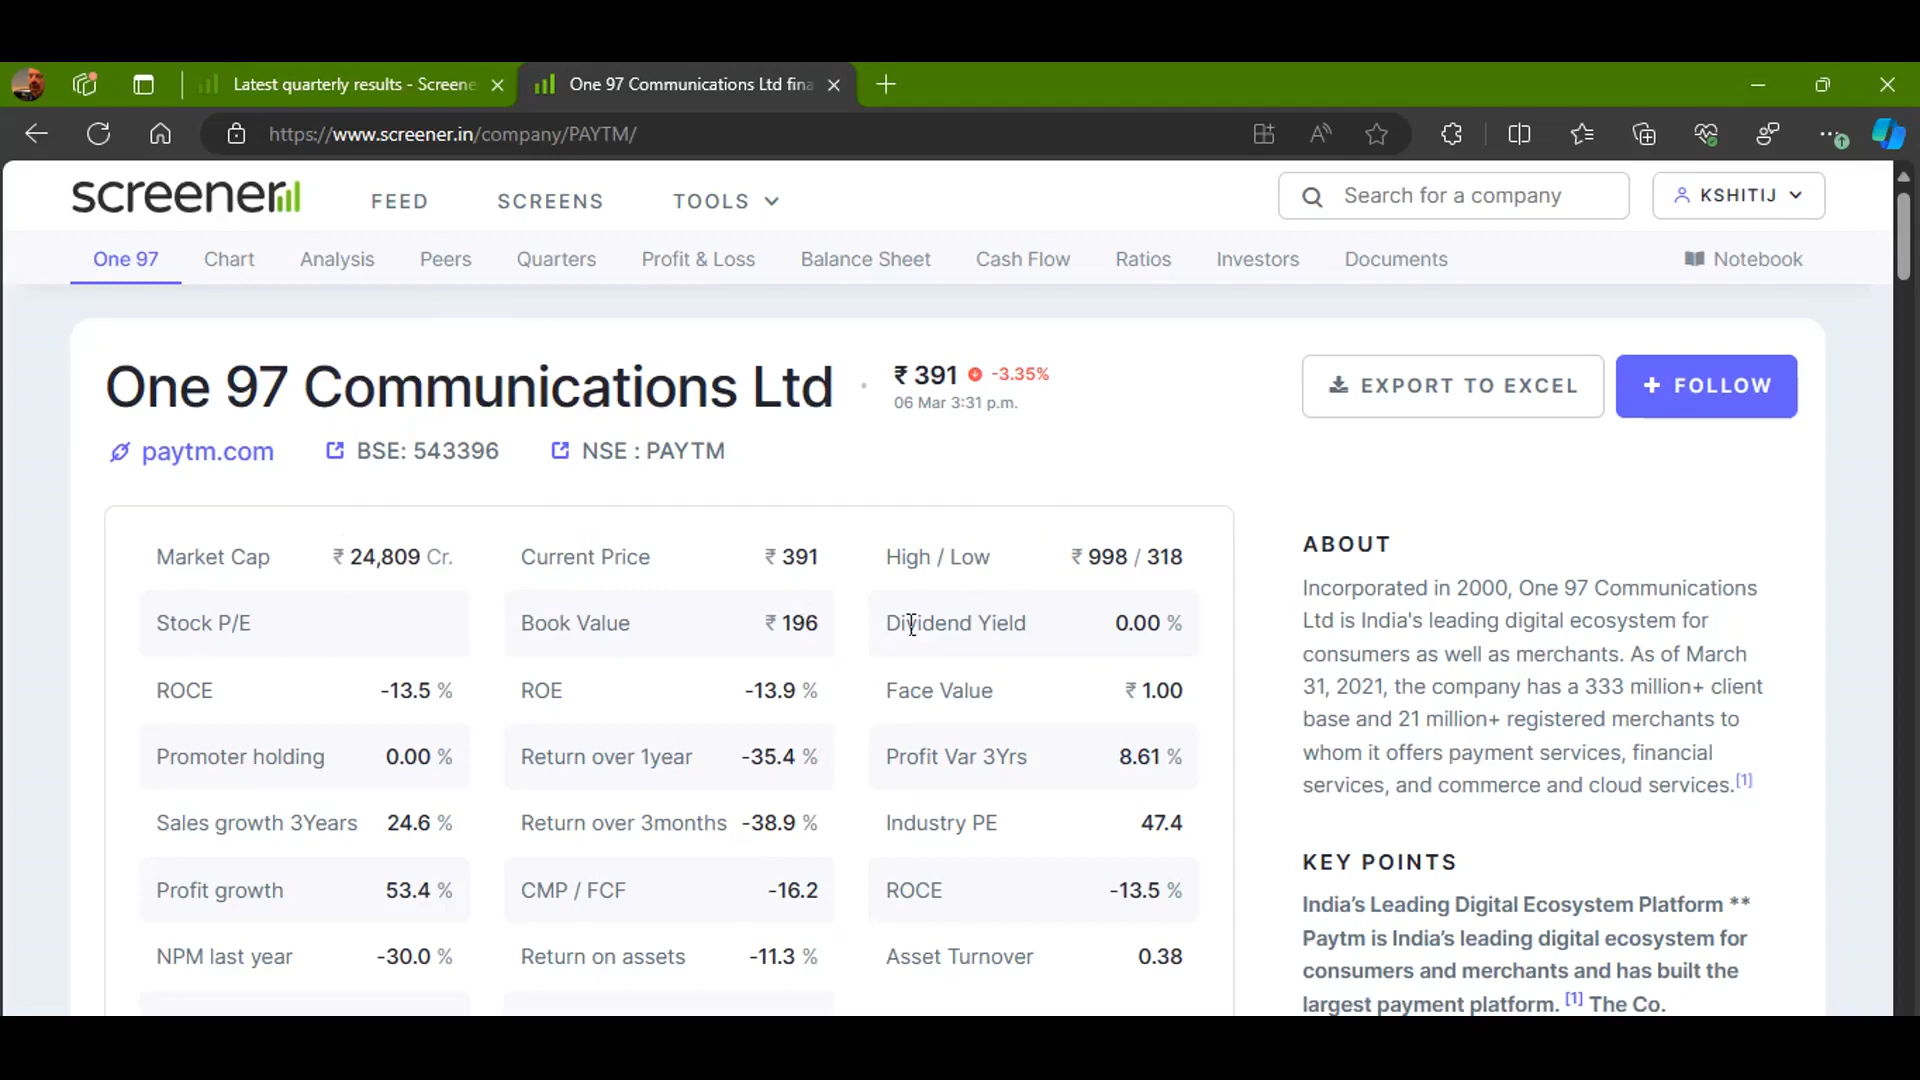 Latest quarterly results - Screene
One 97 Communications Ltd fina
https://www.screener.in/company/PAYTM/
screener
FEED
SCREENS
TOOLS
Search for a company
KSHITIJ
One 97
Chart
Analysis
Peers
Quarters
Profit & Loss
Balance Sheet
Cash Flow
Ratios
Investors
Documents
Notebook
One 97 Communications Ltd
₹ 391 -3.35%
06 Mar 3:31 p.m.
EXPORT TO EXCEL
+ FOLLOW
paytm.com
BSE: 543396
NSE : PAYTM
Market Cap ₹ 24,809 Cr.
Current Price ₹ 391
High / Low ₹ 998 / 318
Stock P/E
Book Value ₹ 196
Dividend Yield 0.00 %
ROCE -13.5 %
ROE -13.9 %
Face Value ₹ 1.00
Promoter holding 0.00 %
Return over 1year -35.4 %
Profit Var 3Yrs 8.61 %
Sales growth 3Years 24.6 %
Return over 3months -38.9 %
Industry PE 47.4
Profit growth 53.4 %
CMP / FCF -16.2
ROCE -13.5 %
NPM last year -30.0 %
Return on assets -11.3 %
Asset Turnover 0.38
ABOUT
Incorporated in 2000, One 97 Communications
Ltd is India's leading digital ecosystem for
consumers as well as merchants. As of March
31, 2021, the company has a 333 million+ client
base and 21 million+ registered merchants to
whom it offers payment services, financial
services, and commerce and cloud services.[1]
KEY POINTS
India's Leading Digital Ecosystem Platform **
Paytm is India's leading digital ecosystem for
consumers and merchants and has built the
largest payment platform. [1] The Co.